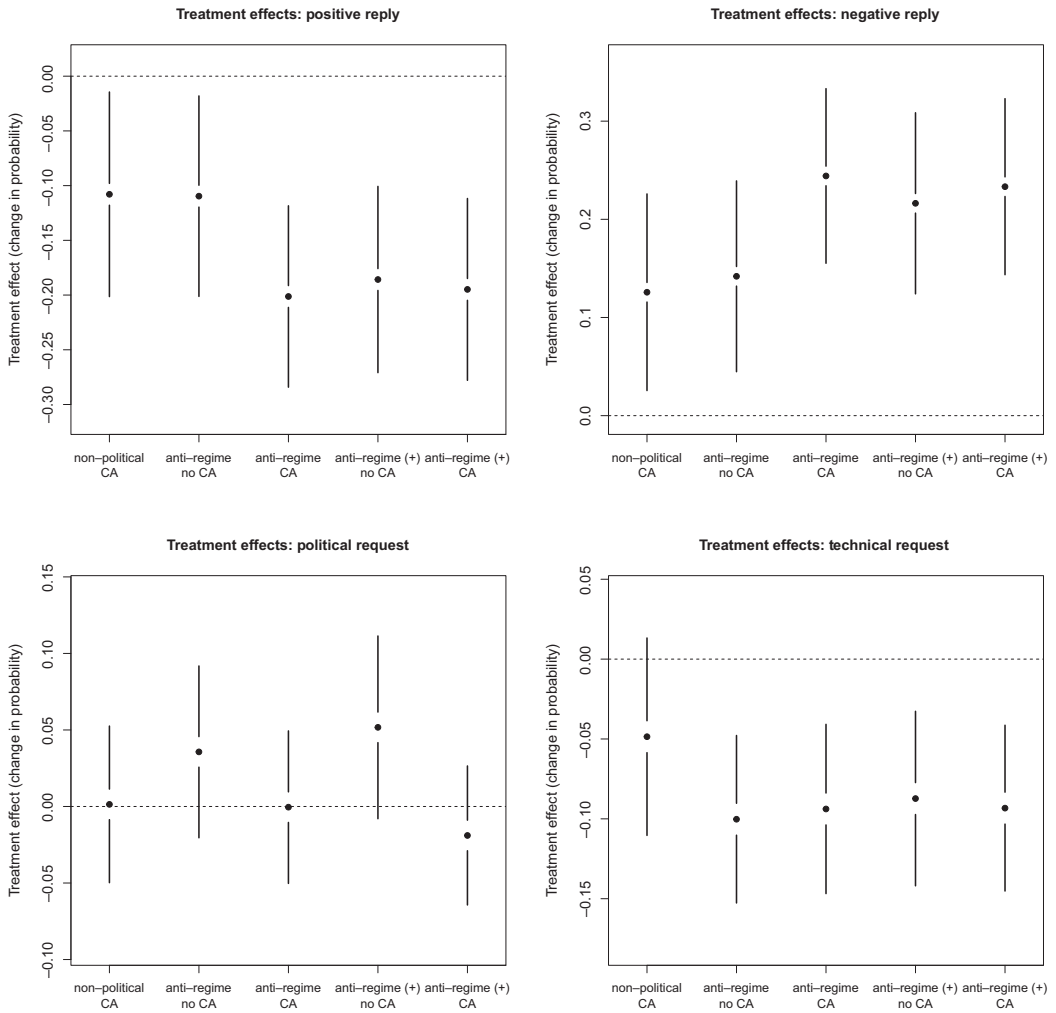 Treatment effects: positive reply
Treatment effect (change in probability)
0.00
−0.05
−0.10
−0.15
−0.20
−0.25
−0.30
non−political CA
anti−regime no CA
anti−regime CA
anti−regime (+) no CA
anti−regime (+) CA
Treatment effects: negative reply
Treatment effect (change in probability)
0.3
0.2
0.1
0.0
non−political CA
anti−regime no CA
anti−regime CA
anti−regime (+) no CA
anti−regime (+) CA
Treatment effects: political request
Treatment effect (change in probability)
0.15
0.10
0.05
0.00
−0.05
−0.10
non−political CA
anti−regime no CA
anti−regime CA
anti−regime (+) no CA
anti−regime (+) CA
Treatment effects: technical request
Treatment effect (change in probability)
0.05
0.00
−0.05
−0.10
−0.15
non−political CA
anti−regime no CA
anti−regime CA
anti−regime (+) no CA
anti−regime (+) CA